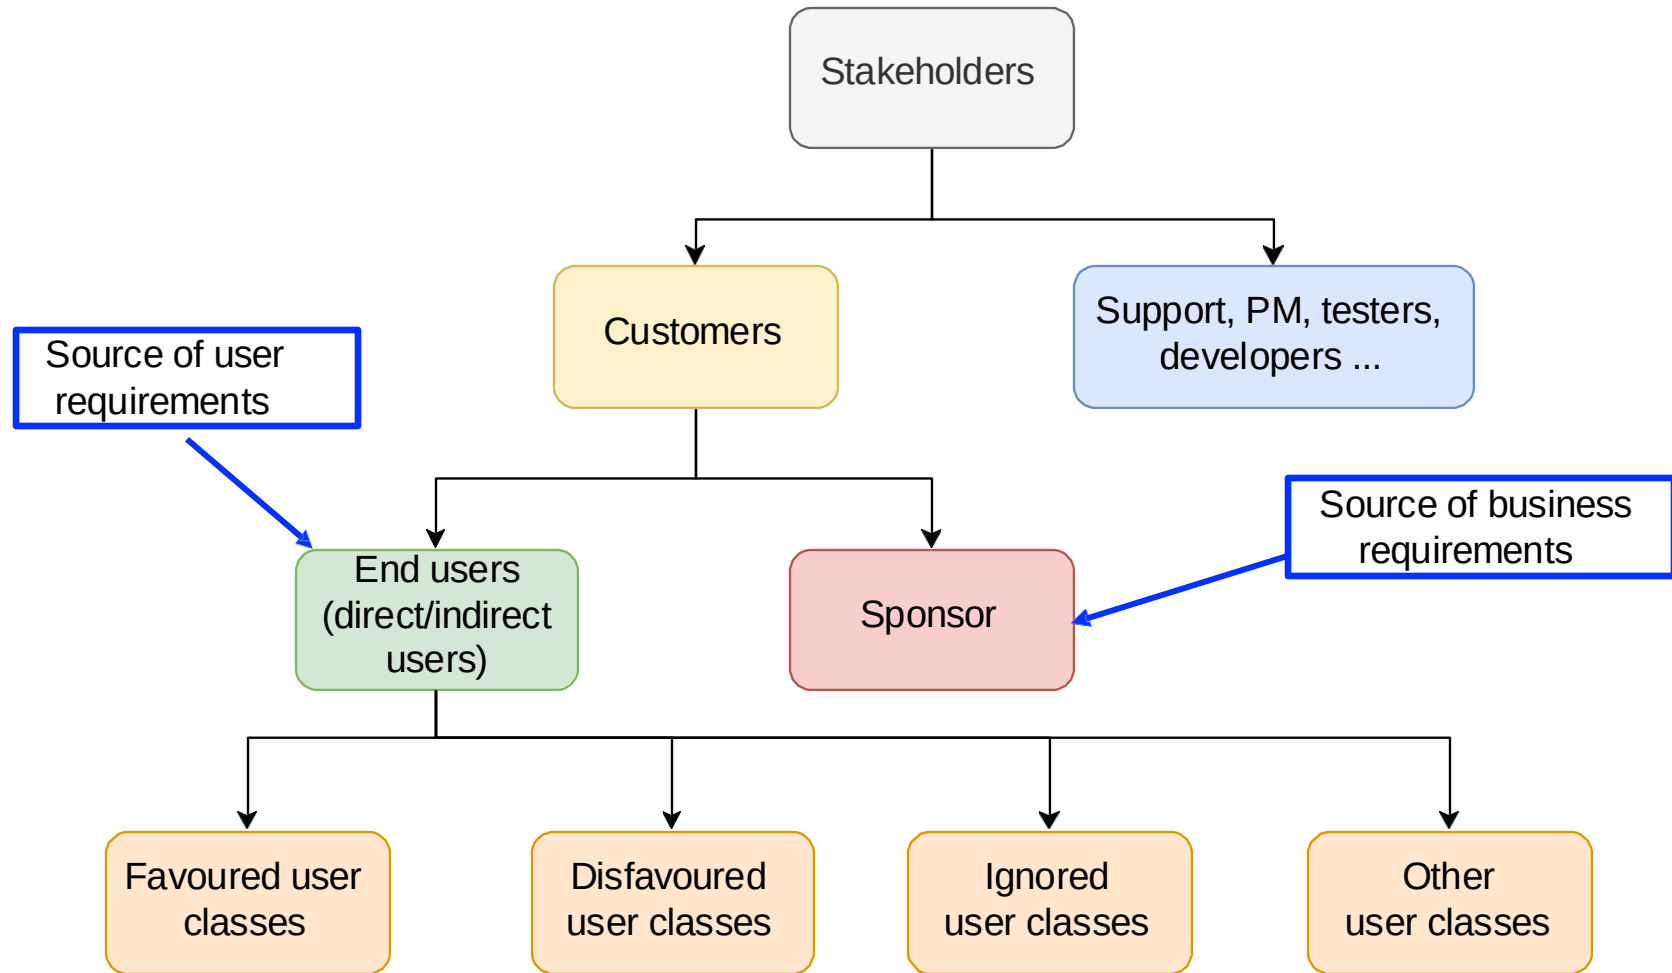 Stakeholders
Customers
Support, PM, testers,
developers ...
Source of user
requirements
Source of business
requirements
End users
(direct/indirect
users)
Sponsor
Favoured user
classes
Disfavoured
user classes
Ignored
user classes
Other
user classes